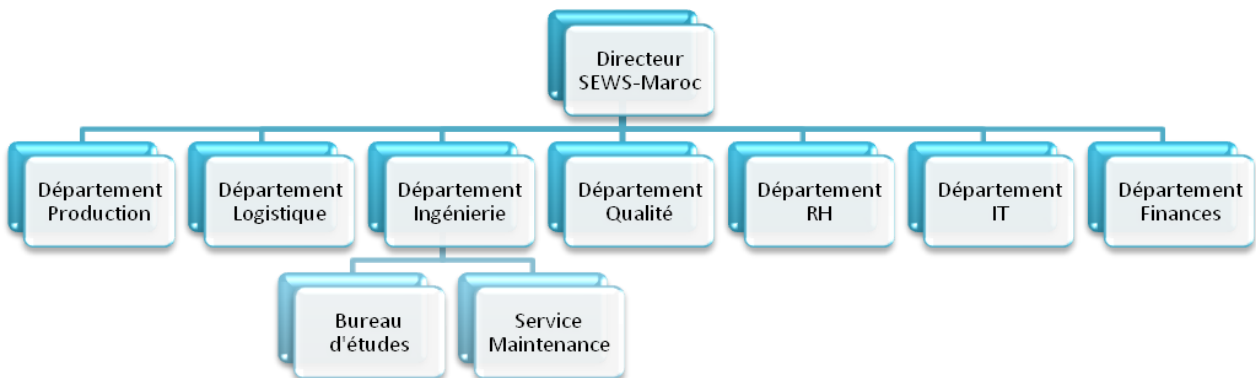 Directeur
SEWS-Maroc
Département
Production
Département
Logistique
Département
Ingénierie
Département
Qualité
Département
RH
Département
IT
Département
Finances
Bureau
d'études
Service
Maintenance